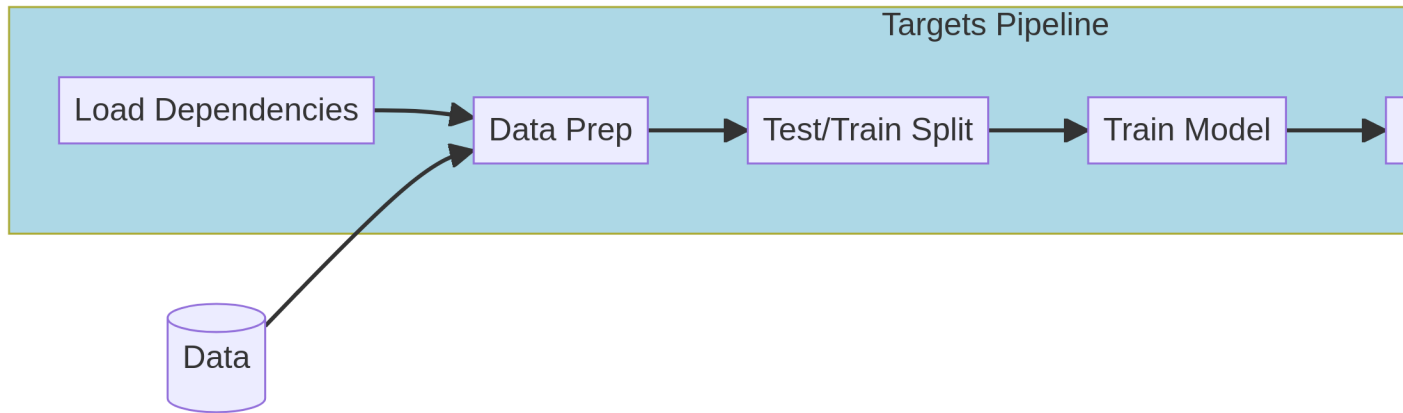 Targets Pipeline
Load Dependencies
Data Prep
Test/Train Split
Train Model
Data